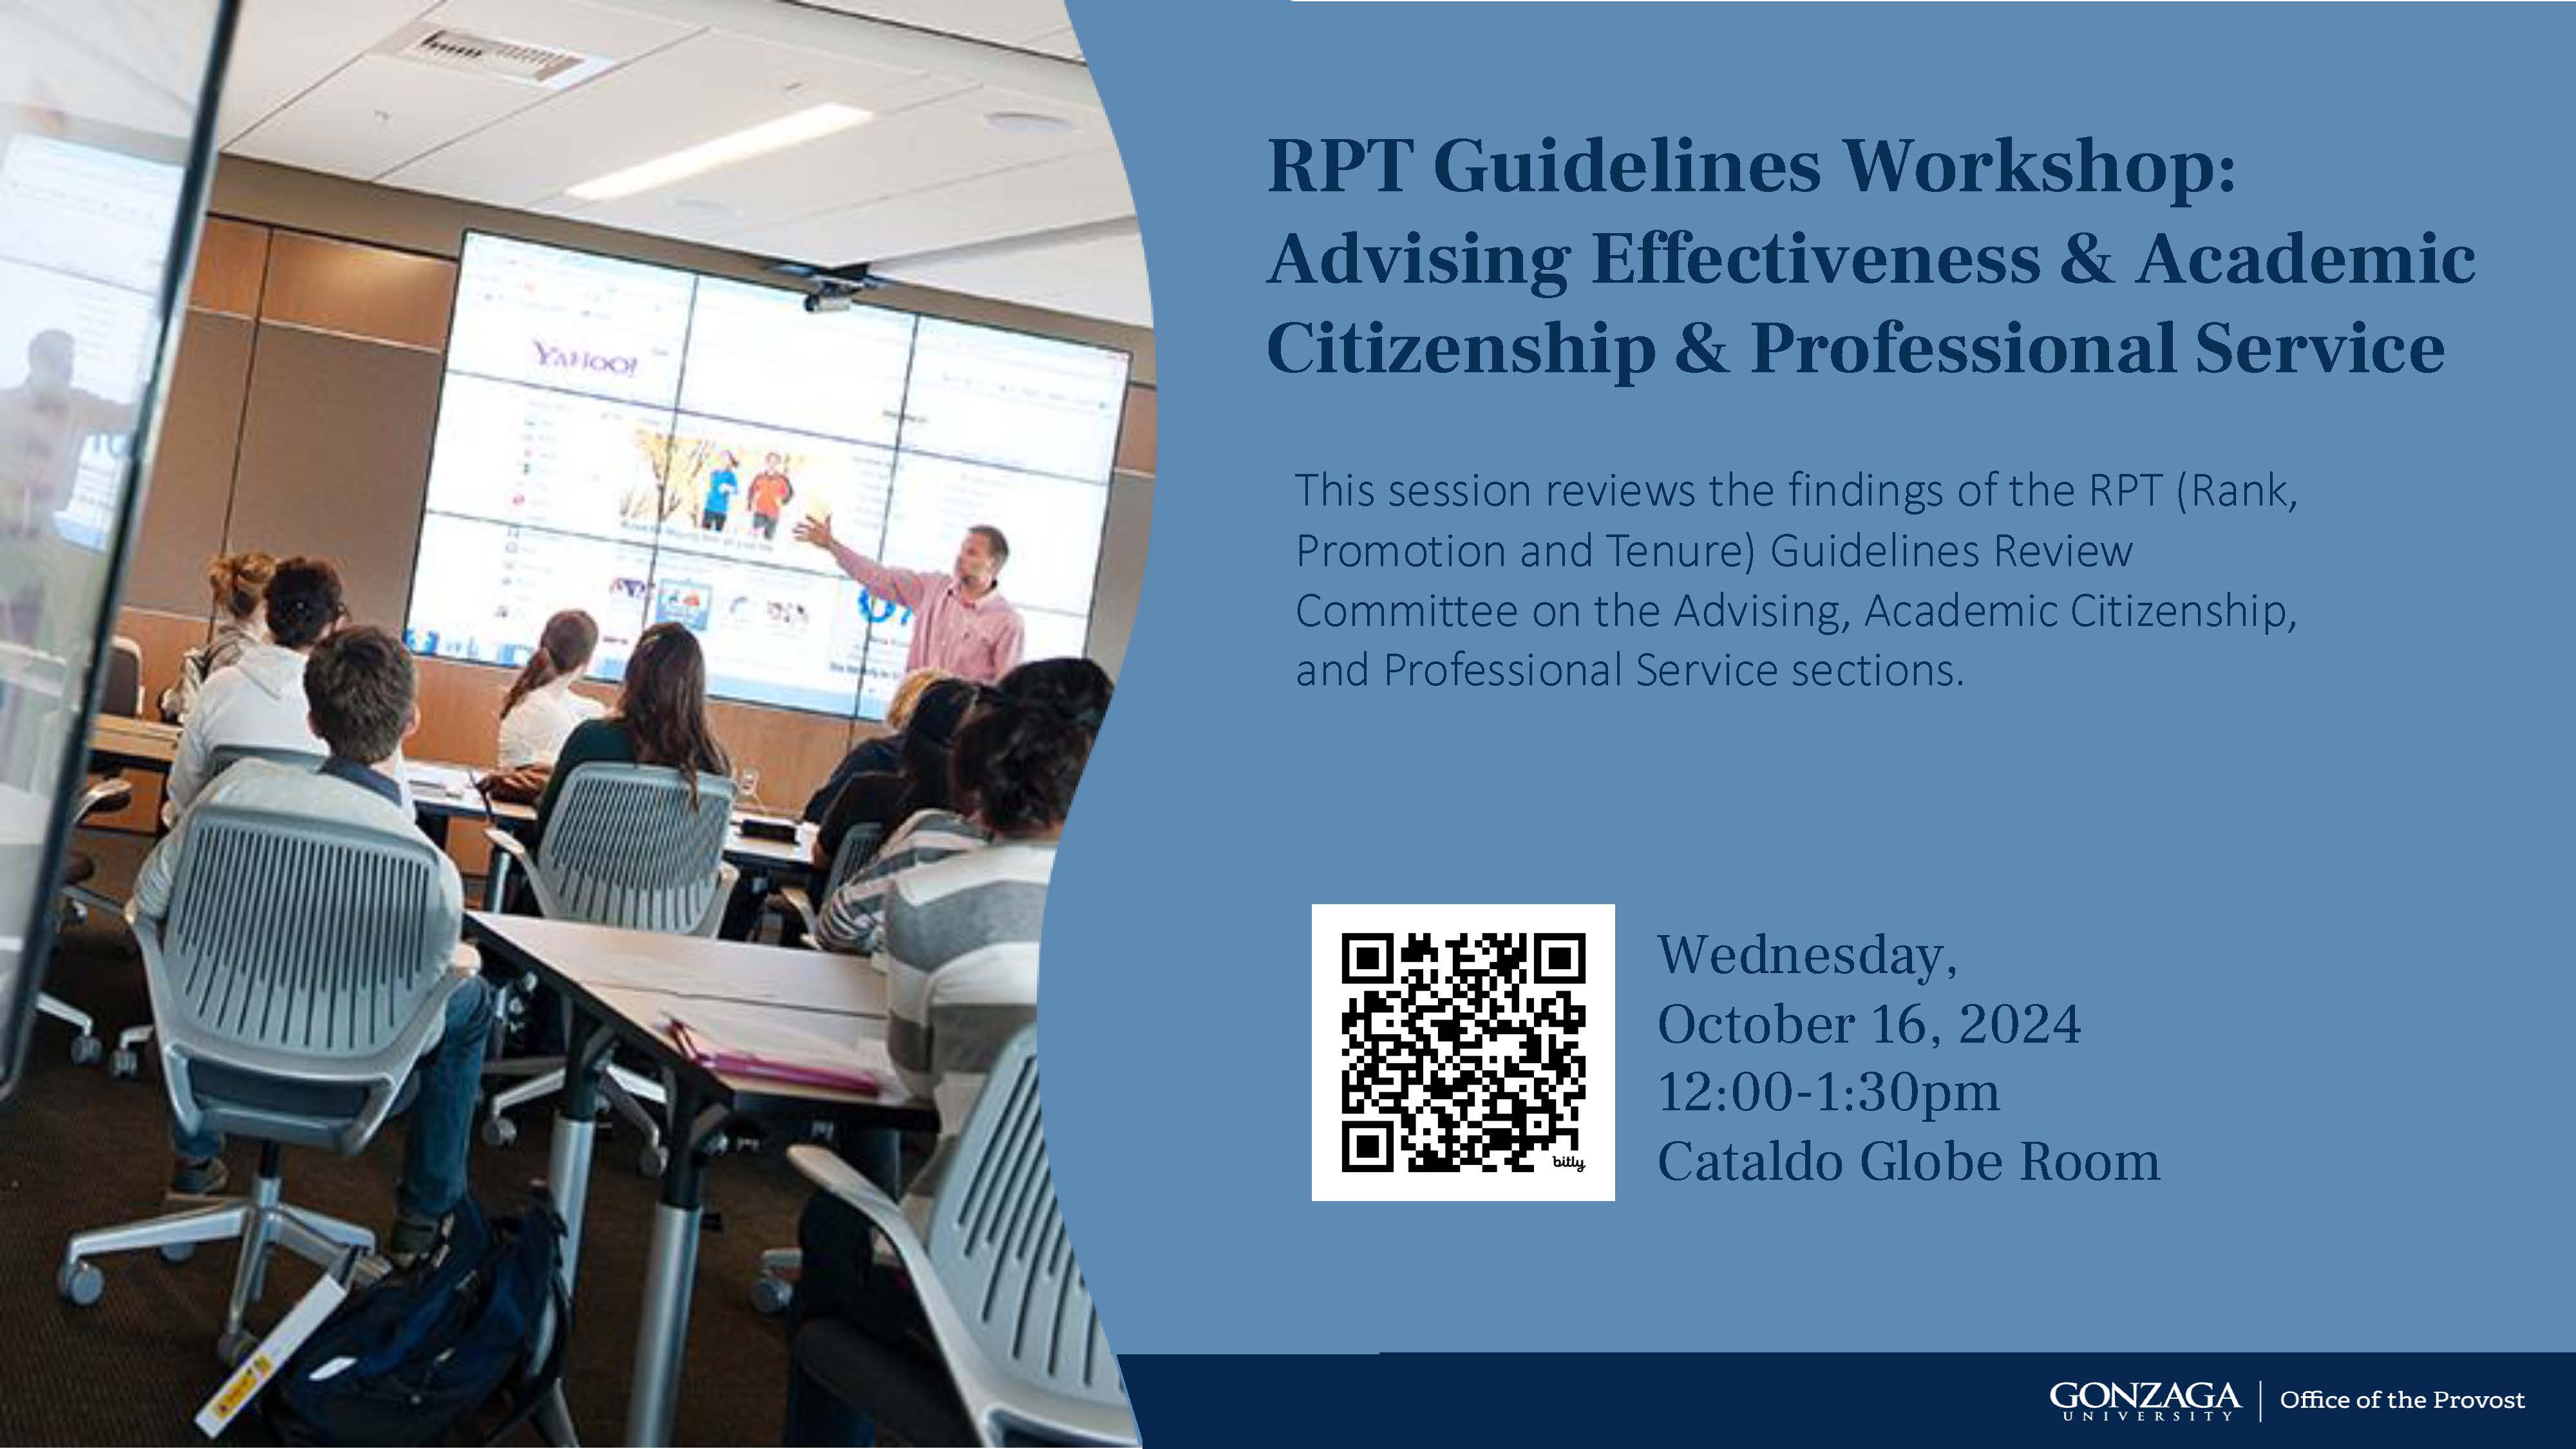 YAHOO!
RPT Guidelines Workshop:
Advising Effectiveness & Academic
Citizenship & Professional Service
This session reviews the findings of the RPT (Rank,
Promotion and Tenure) Guidelines Review
Committee on the Advising, Academic Citizenship,
and Professional Service sections.
bitly
Wednesday,
October 16, 2024
12:00-1:30pm
Cataldo Globe Room
GONZAGA
UNIVERSITY
Office of the Provost